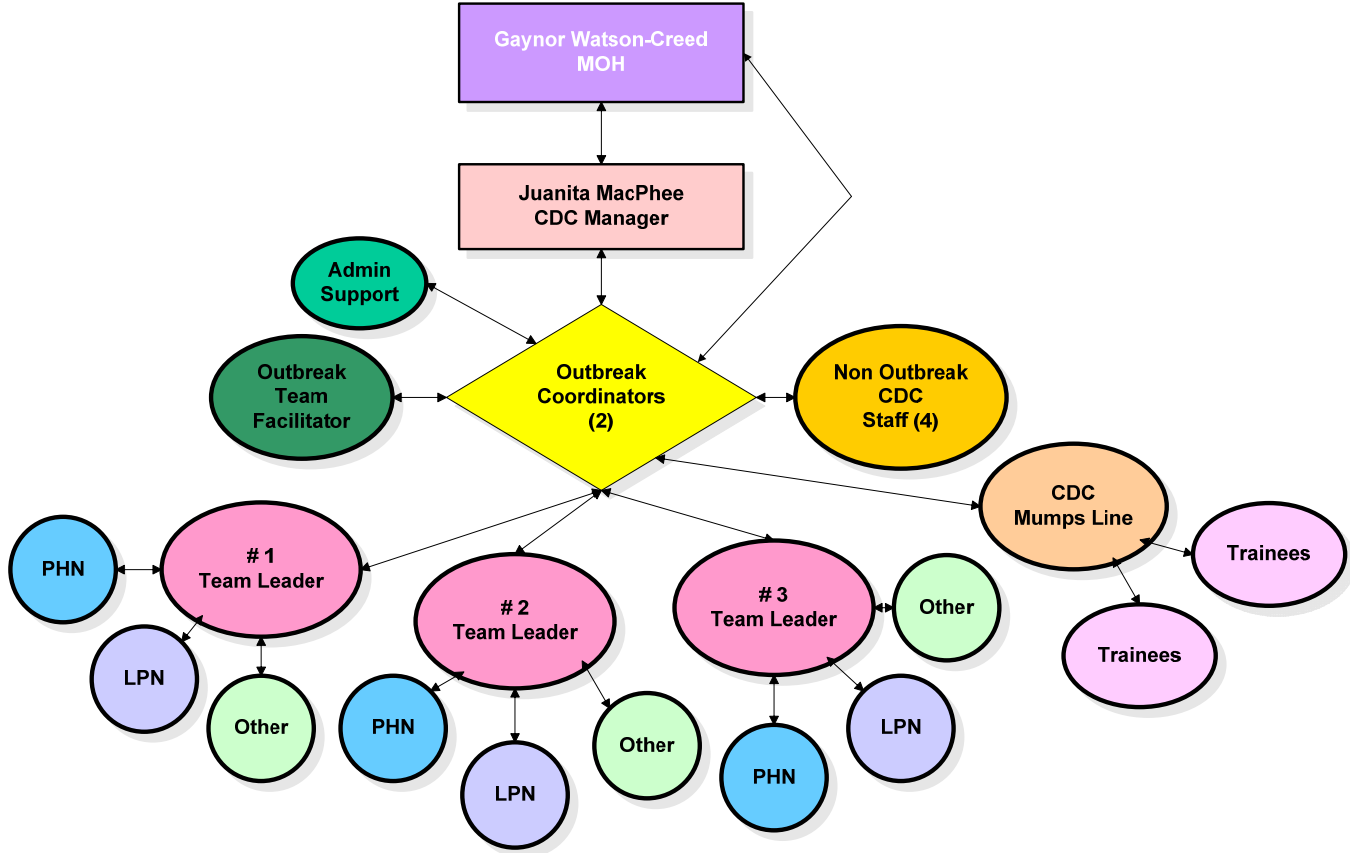 Gaynor Watson-Creed
MOH
Juanita MacPhee
CDC Manager
Admin
Support
Outbreak
Team
Facilitator
Outbreak
Coordinators
(2)
Non Outbreak
CDC
Staff (4)
CDC
Mumps Line
Trainees
Trainees
# 1
Team Leader
PHN
LPN
Other
# 2
Team Leader
PHN
LPN
Other
# 3
Team Leader
Other
LPN
PHN